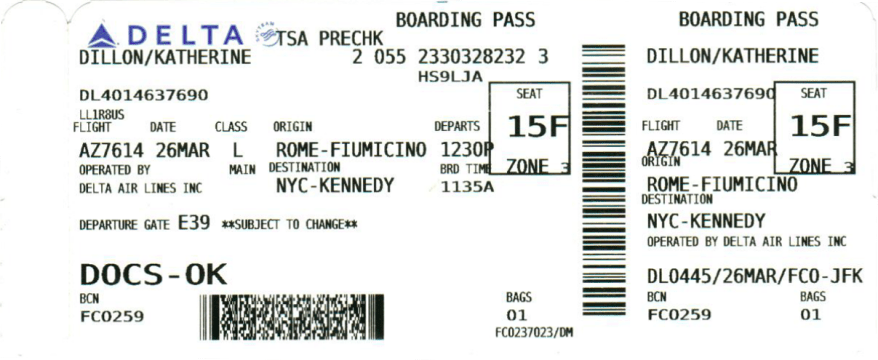 BOARDING PASS
DELTA TSA PRECHK
DILLON/KATHERINE 2 055 2330328232 3
HS9LJA
DL4014637690 SEAT
LL1R8US 15F
FLIGHT DATE CLASS ORIGIN DEPARTS
AZ7614 26MAR L ROME-FIUMICINO 1230P
OPERATED BY MAIN DESTINATION BRD TIME ZONE 3
DELTA AIR LINES INC NYC-KENNEDY 1135A
DEPARTURE GATE E39 **SUBJECT TO CHANGE**
DOCS-OK
BCN BAGS
FC0259 01
FC0237023/DM
BOARDING PASS
DILLON/KATHERINE
DL4014637690 SEAT
FLIGHT DATE 15F
AZ7614 26MAR
ORIGIN ZONE 3
ROME-FIUMICINO
DESTINATION
NYC-KENNEDY
OPERATED BY DELTA AIR LINES INC
DL0445/26MAR/FCO-JFK
BCN BAGS
FC0259 01